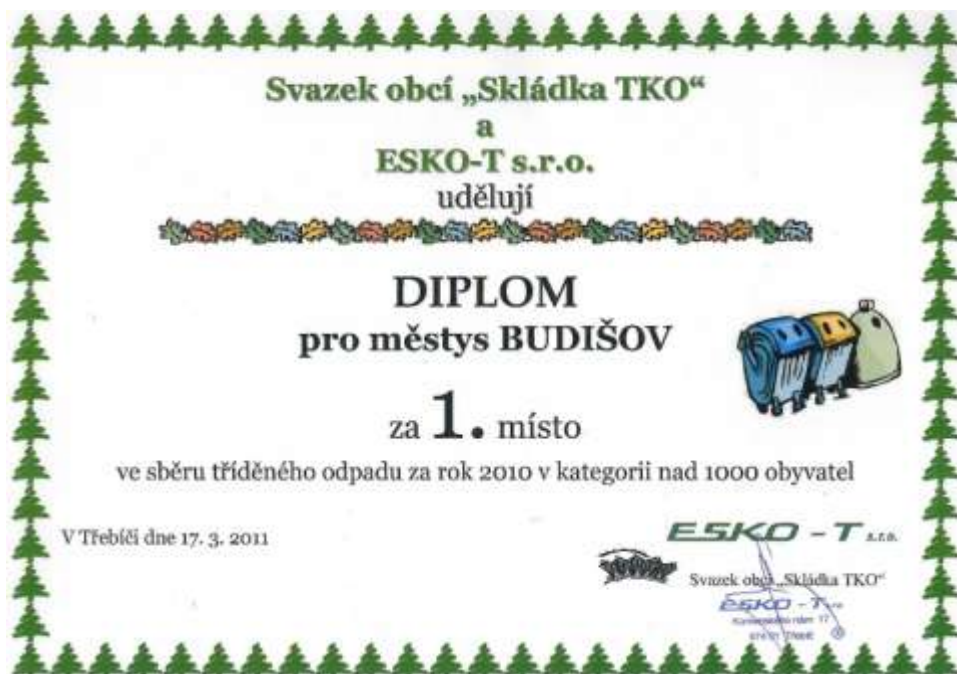 Svazek obcí „Skládka TKO“
a
ESKO-T s.r.o.
udělují
DIPLOM
pro městys BUDIŠOV
za 1. místo
ve sběru tříděného odpadu za rok 2010 v kategorii nad 1000 obyvatel
V Třebíči dne 17. 3. 2011
ESKO - T s.r.o.
Svazek obcí „Skládka TKO“
ESKO - T s.r.o.